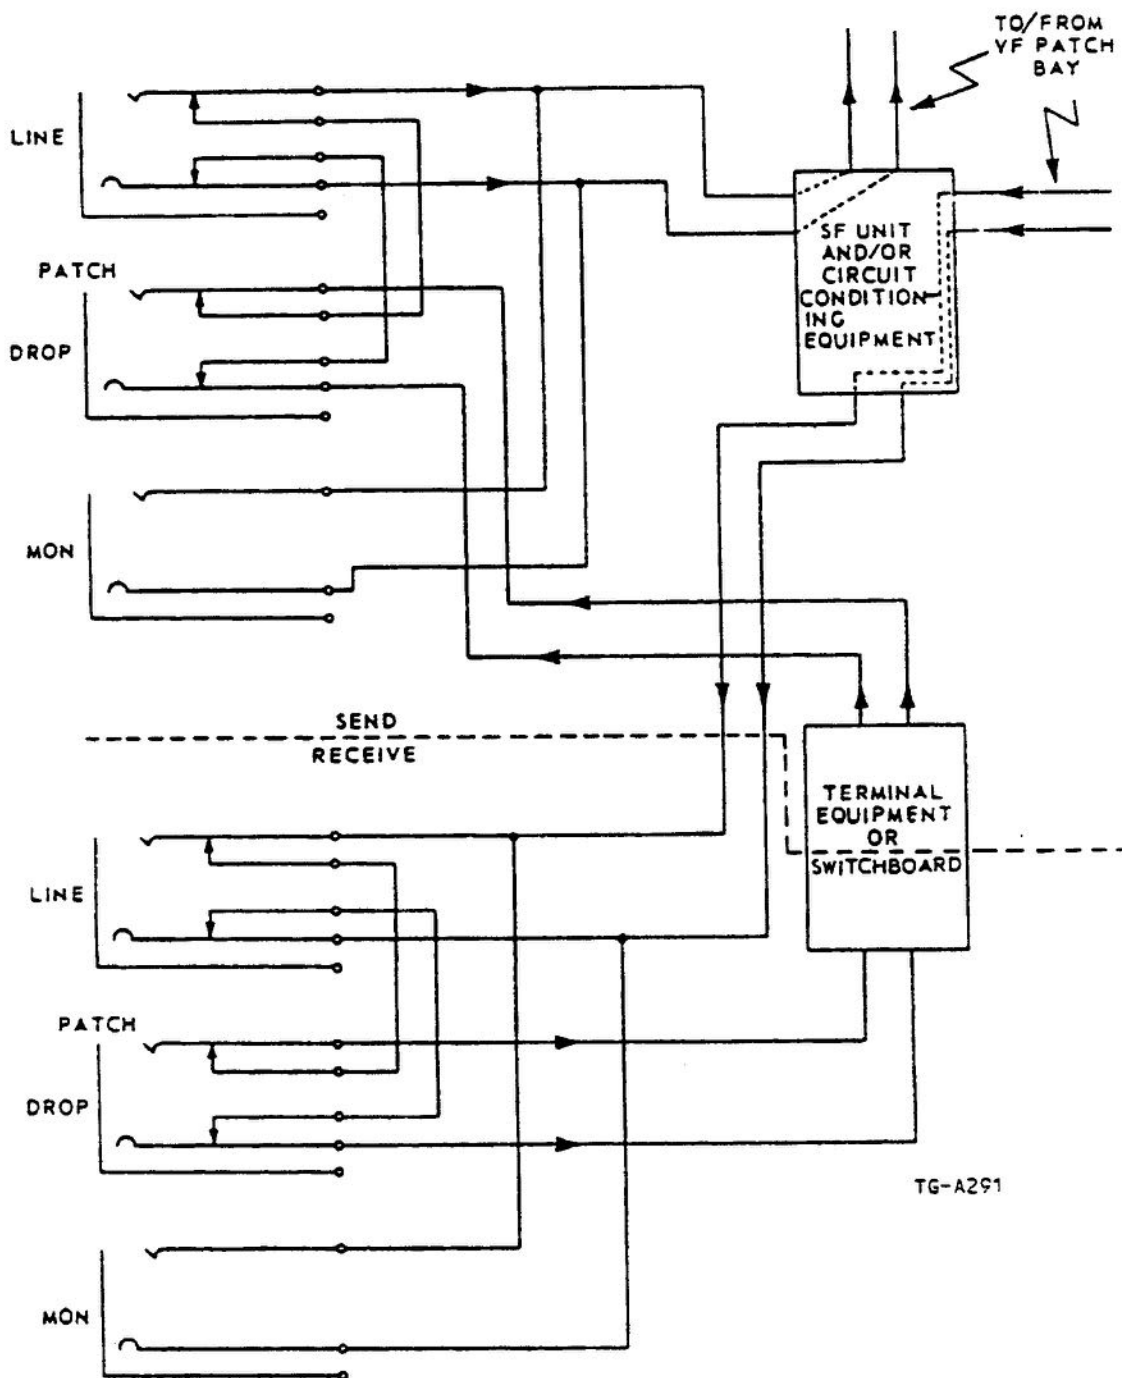 TO/FROM
VF PATCH
BAY
LINE
PATCH
DROP
MON
SF UNIT
AND/OR
CIRCUIT
CONDITION-
ING
EQUIPMENT
SEND
RECEIVE
TERMINAL
EQUIPMENT
OR
SWITCHBOARD
LINE
PATCH
DROP
MON
TG-A291